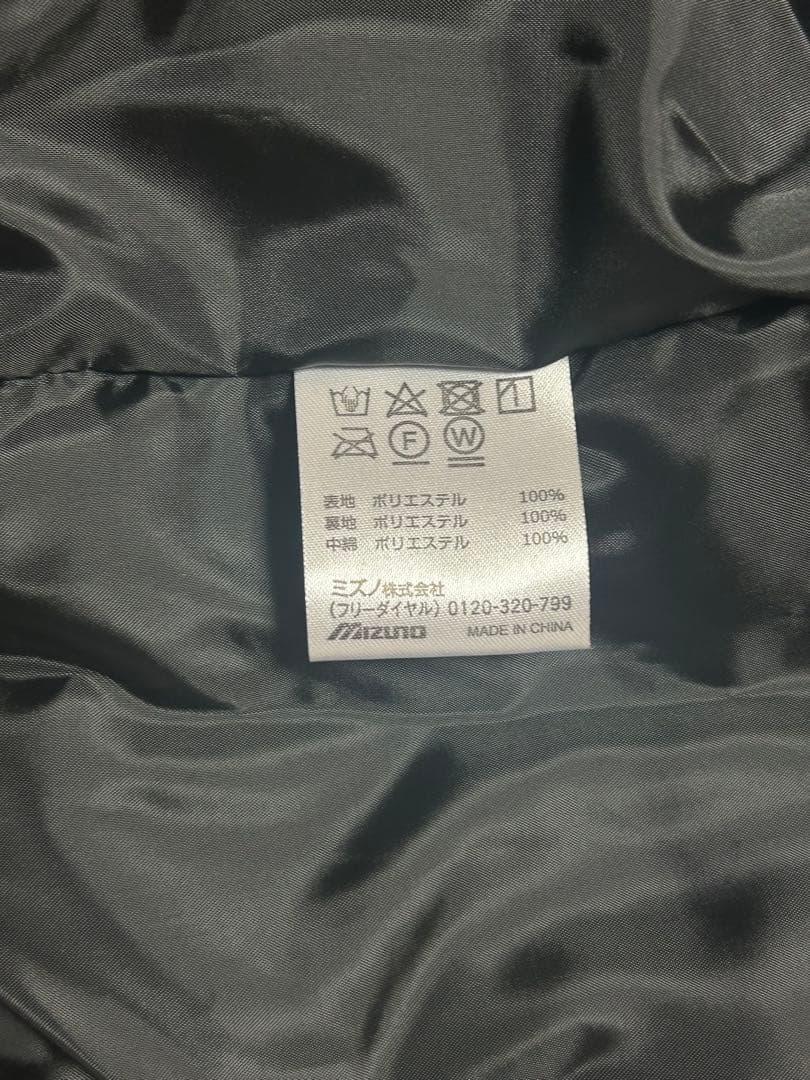 F W
表地 ポリエステル 100%
裏地 ポリエステル 100%
中綿 ポリエステル 100%
ミズノ株式会社
(フリーダイヤル) 0120-320-799
MIZUNO MADE IN CHINA